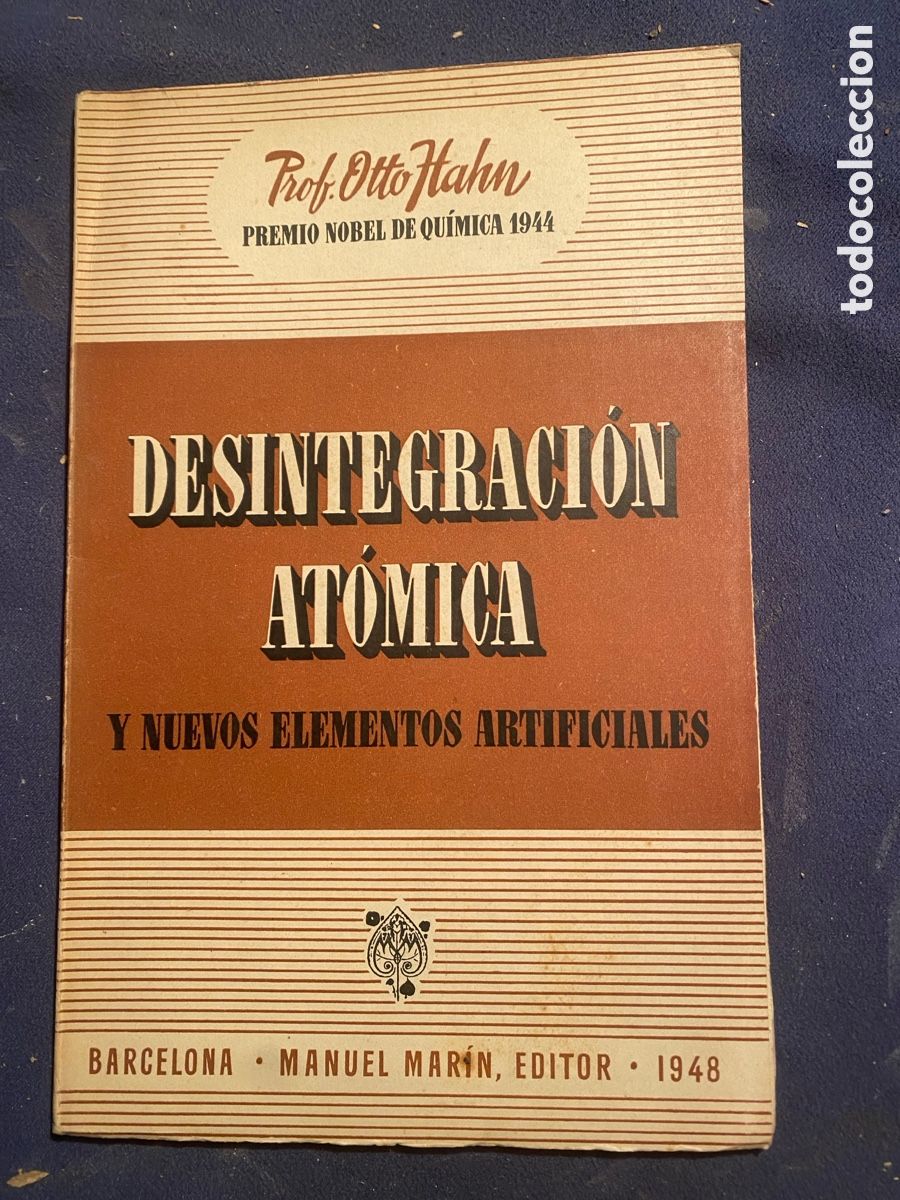 Prof. Otto Hahn
PREMIO NOBEL DE QUÍMICA 1944
DESINTEGRACIÓN
ATÓMICA
Y NUEVOS ELEMENTOS ARTIFICIALES
BARCELONA · MANUEL MARÍN, EDITOR · 1948
todocoleccion